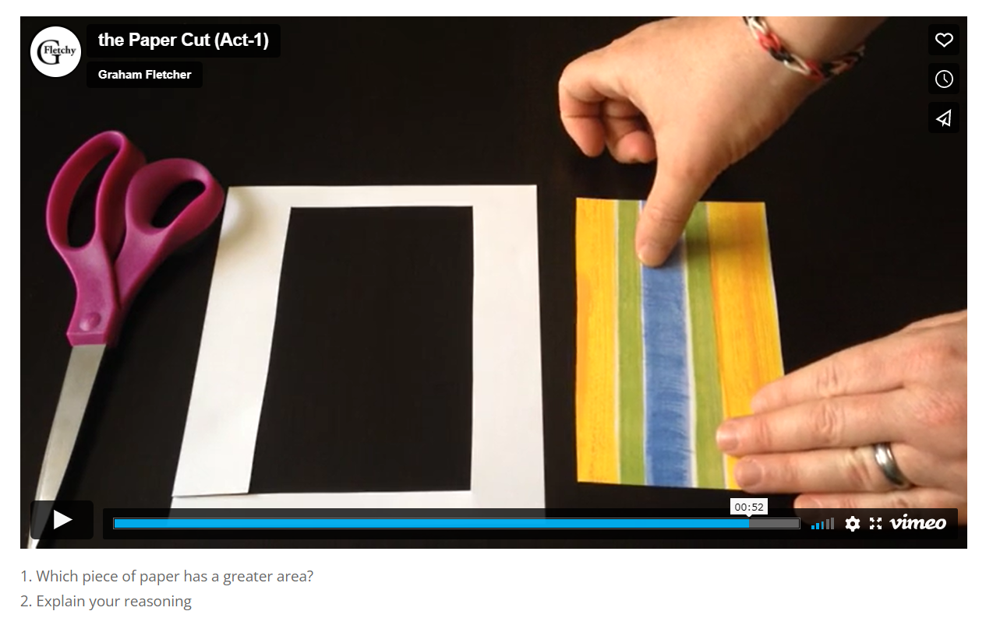 the Paper Cut (Act-1)
G Fletchy
Graham Fletcher
00:52
vimeo
1. Which piece of paper has a greater area?
2. Explain your reasoning